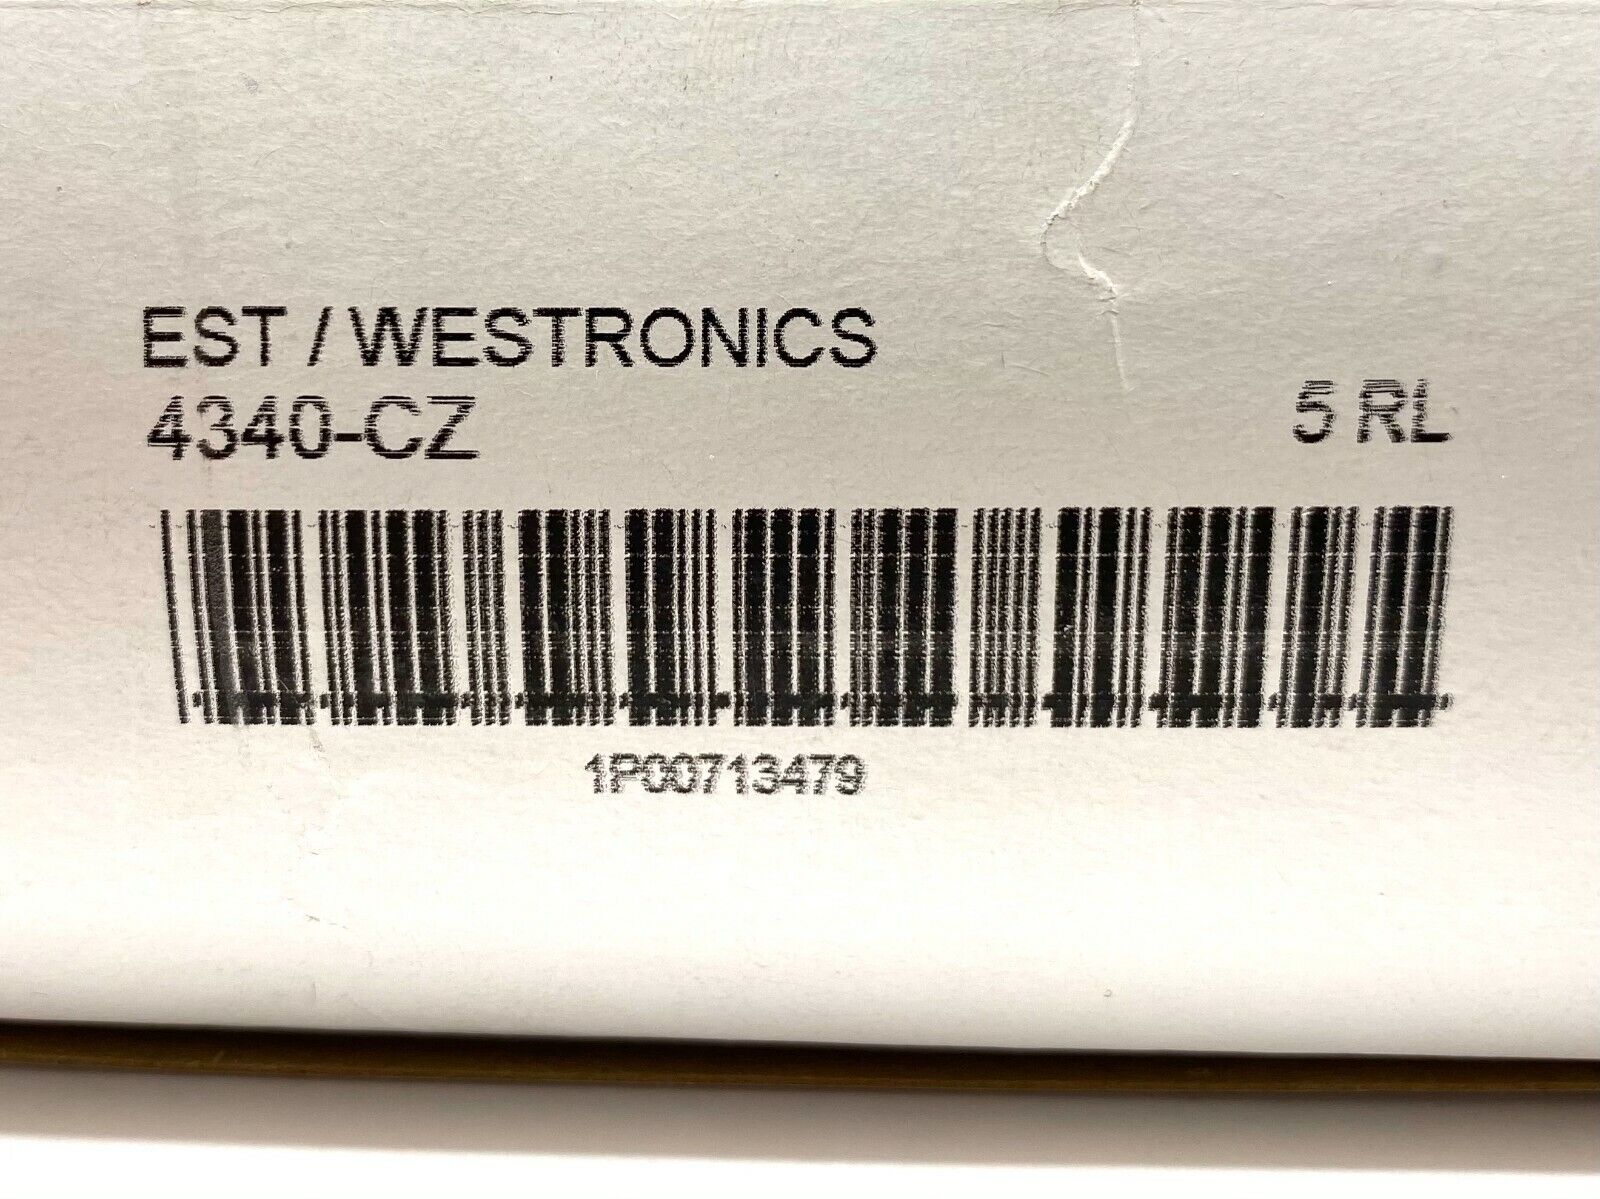 EST / WESTRONICS
4340-CZ 5 RL
1P00713479